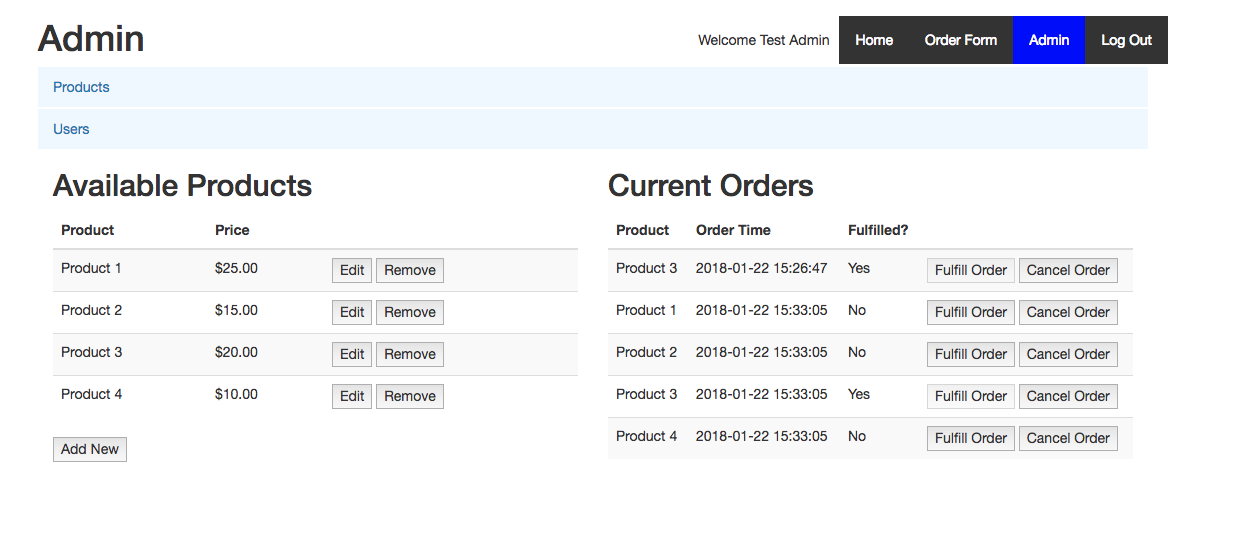 Admin
Welcome Test Admin Home Order Form Admin Log Out
Products
Users
Available Products
Product Price
Product 1 $25.00 Edit Remove
Product 2 $15.00 Edit Remove
Product 3 $20.00 Edit Remove
Product 4 $10.00 Edit Remove
Add New
Current Orders
Product Order Time Fulfilled?
Product 3 2018-01-22 15:26:47 Yes Fulfill Order Cancel Order
Product 1 2018-01-22 15:33:05 No Fulfill Order Cancel Order
Product 2 2018-01-22 15:33:05 No Fulfill Order Cancel Order
Product 3 2018-01-22 15:33:05 Yes Fulfill Order Cancel Order
Product 4 2018-01-22 15:33:05 No Fulfill Order Cancel Order